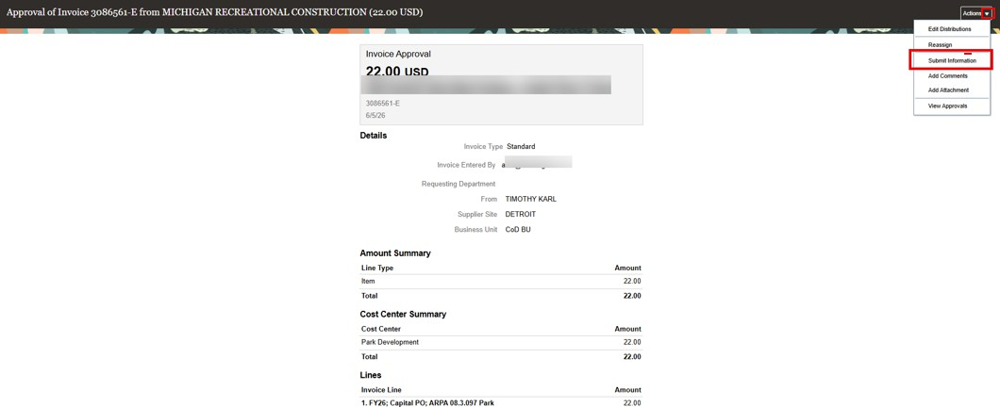 Approval of Invoice 3086561-E from MICHIGAN RECREATIONAL CONSTRUCTION (22.00 USD)
Actions
Edit Distributions
Reassign
Submit Information
Add Comments
Add Attachment
View Approvals
Invoice Approval
22.00 USD
3086561-E
6/5/26
Details
Invoice Type Standard
Invoice Entered By
Requesting Department
From TIMOTHY KARL
Supplier Site DETROIT
Business Unit CoD BU
Amount Summary
Line Type Amount
Item 22.00
Total 22.00
Cost Center Summary
Cost Center Amount
Park Development 22.00
Total 22.00
Lines
Invoice Line Amount
1. FY26; Capital PO; ARPA 08.3.097 Park 22.00